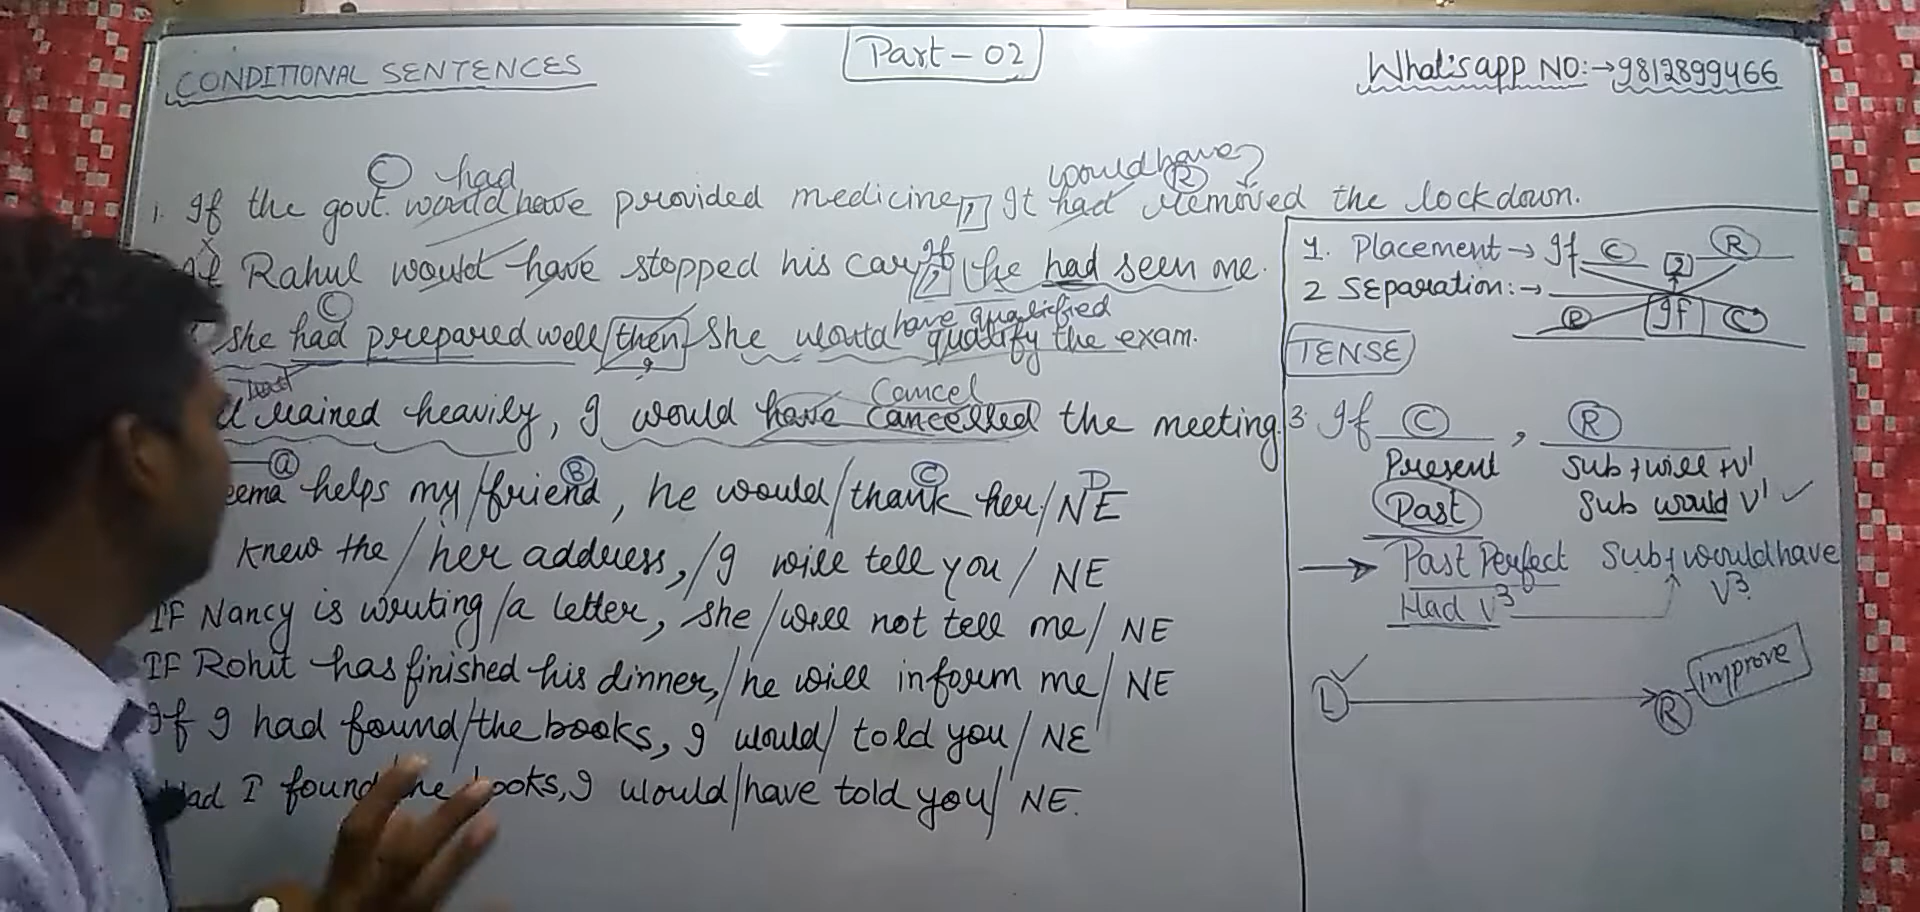 CONDITIONAL SENTENCES
Part - 02
What'sapp NO:→9812899466
C had would have?
R
1. If the govt. would have provided medicine, It had removed the lockdown.
x If
If Rahul would have stopped his car, he had seen me.
C have qualified
she had prepared well/then she would qualify the exam.
had Cancel
it rained heavily, I would have cancelled the meeting.
a B C D
eema helps my/friend, he would/thank her/NE
knew the/her address,/I will tell you/ NE
IF Nancy is writing/a letter, she/will not tell me/ NE
IF Rohit has finished his dinner,/he will inform me/ NE
If I had found/the books, I would/ told you/ NE
Had I found the books, I would/have told you/ NE.
1. Placement → If C , R
2 SEparation:→
R If C
TENSE
3. If C , R
Present Sub + will + V1
Past Sub would V1 ✓
→ Past Perfect Sub + would have
Had V3 V3
L → R improve